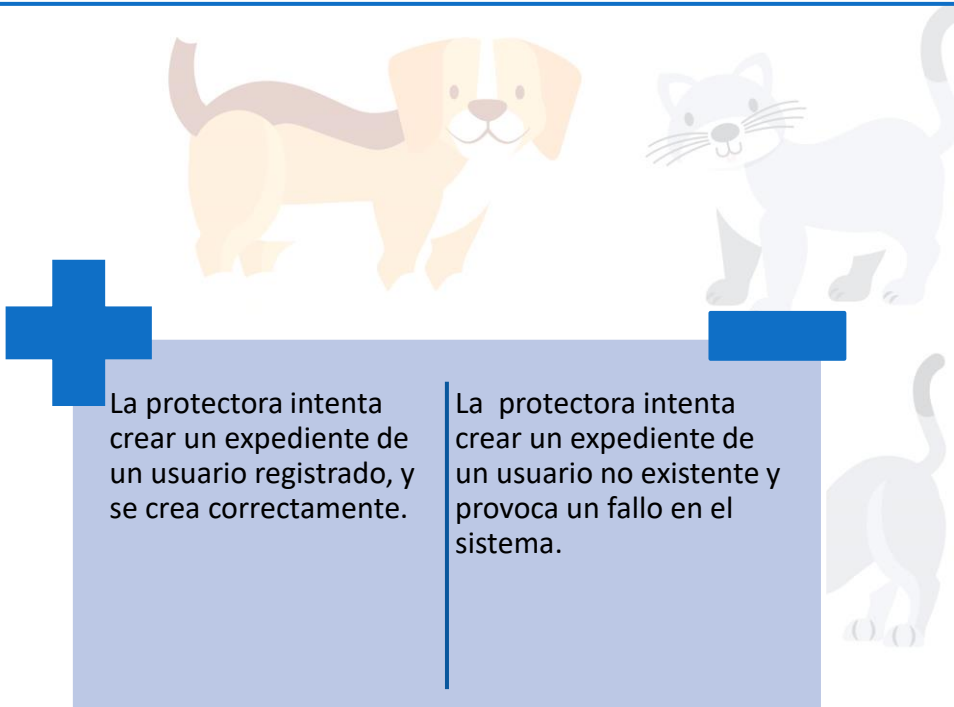 La protectora intenta
crear un expediente de
un usuario registrado, y
se crea correctamente.
La  protectora intenta
crear un expediente de
un usuario no existente y
provoca un fallo en el
sistema.